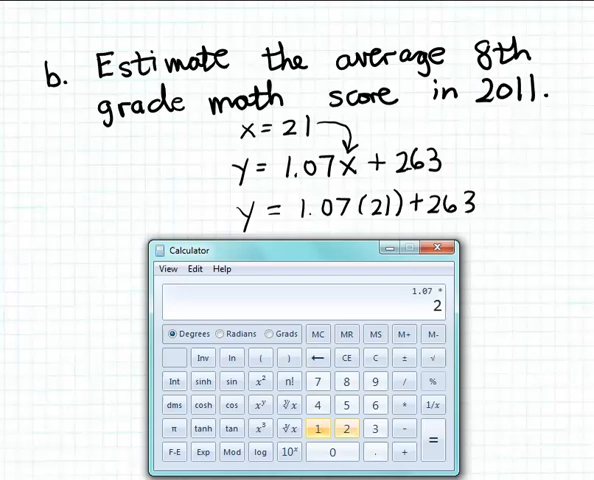 b. Estimate the average 8th
grade math score in 2011.
x = 21
y = 1.07x + 263
y = 1.07(21)+263
Calculator
View Edit Help
1.07 *
2
Degrees Radians Grads MC MR MS M+ M-
Inv ln ( ) ← CE C ± √
Int sinh sin x² n! 7 8 9 / %
dms cosh cos xʸ ʸ√x 4 5 6 * 1/x
π tanh tan x³ ³√x 1 2 3 - =
F-E Exp Mod log 10ˣ 0 . +